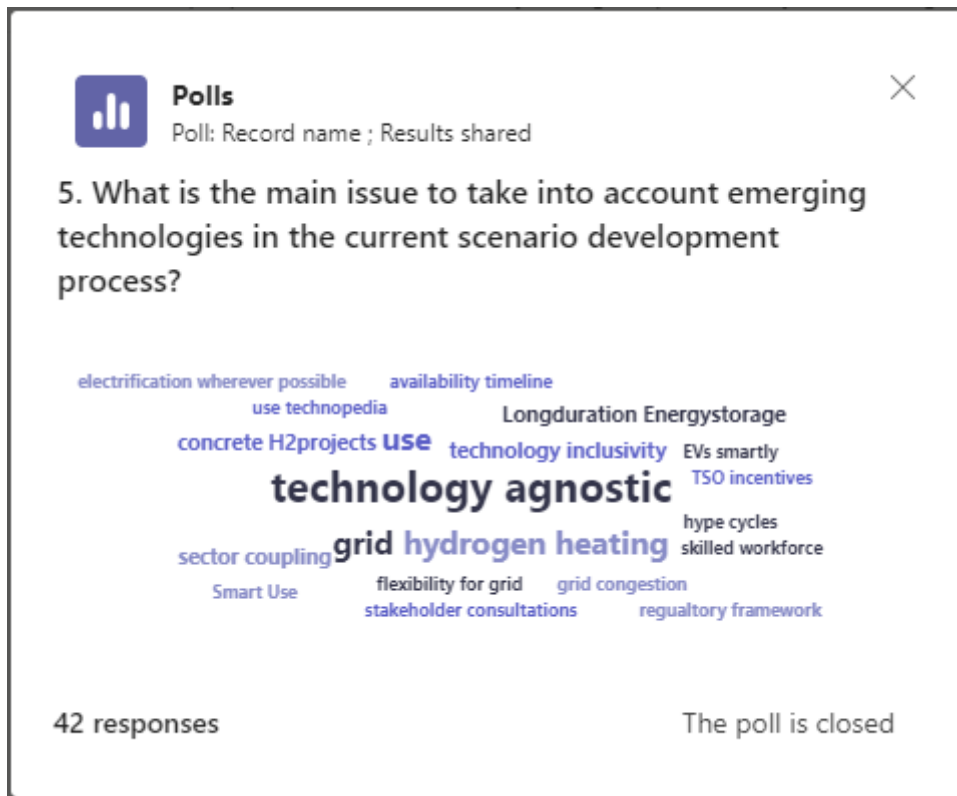 Polls
Poll: Record name ; Results shared
5. What is the main issue to take into account emerging
technologies in the current scenario development
process?
electrification wherever possible availability timeline
use technopedia Longduration Energystorage
concrete H2projects use technology inclusivity EVs smartly
technology agnostic TSO incentives
hype cycles
grid hydrogen heating skilled workforce
sector coupling
Smart Use flexibility for grid grid congestion
stakeholder consultations regualtory framework
42 responses The poll is closed